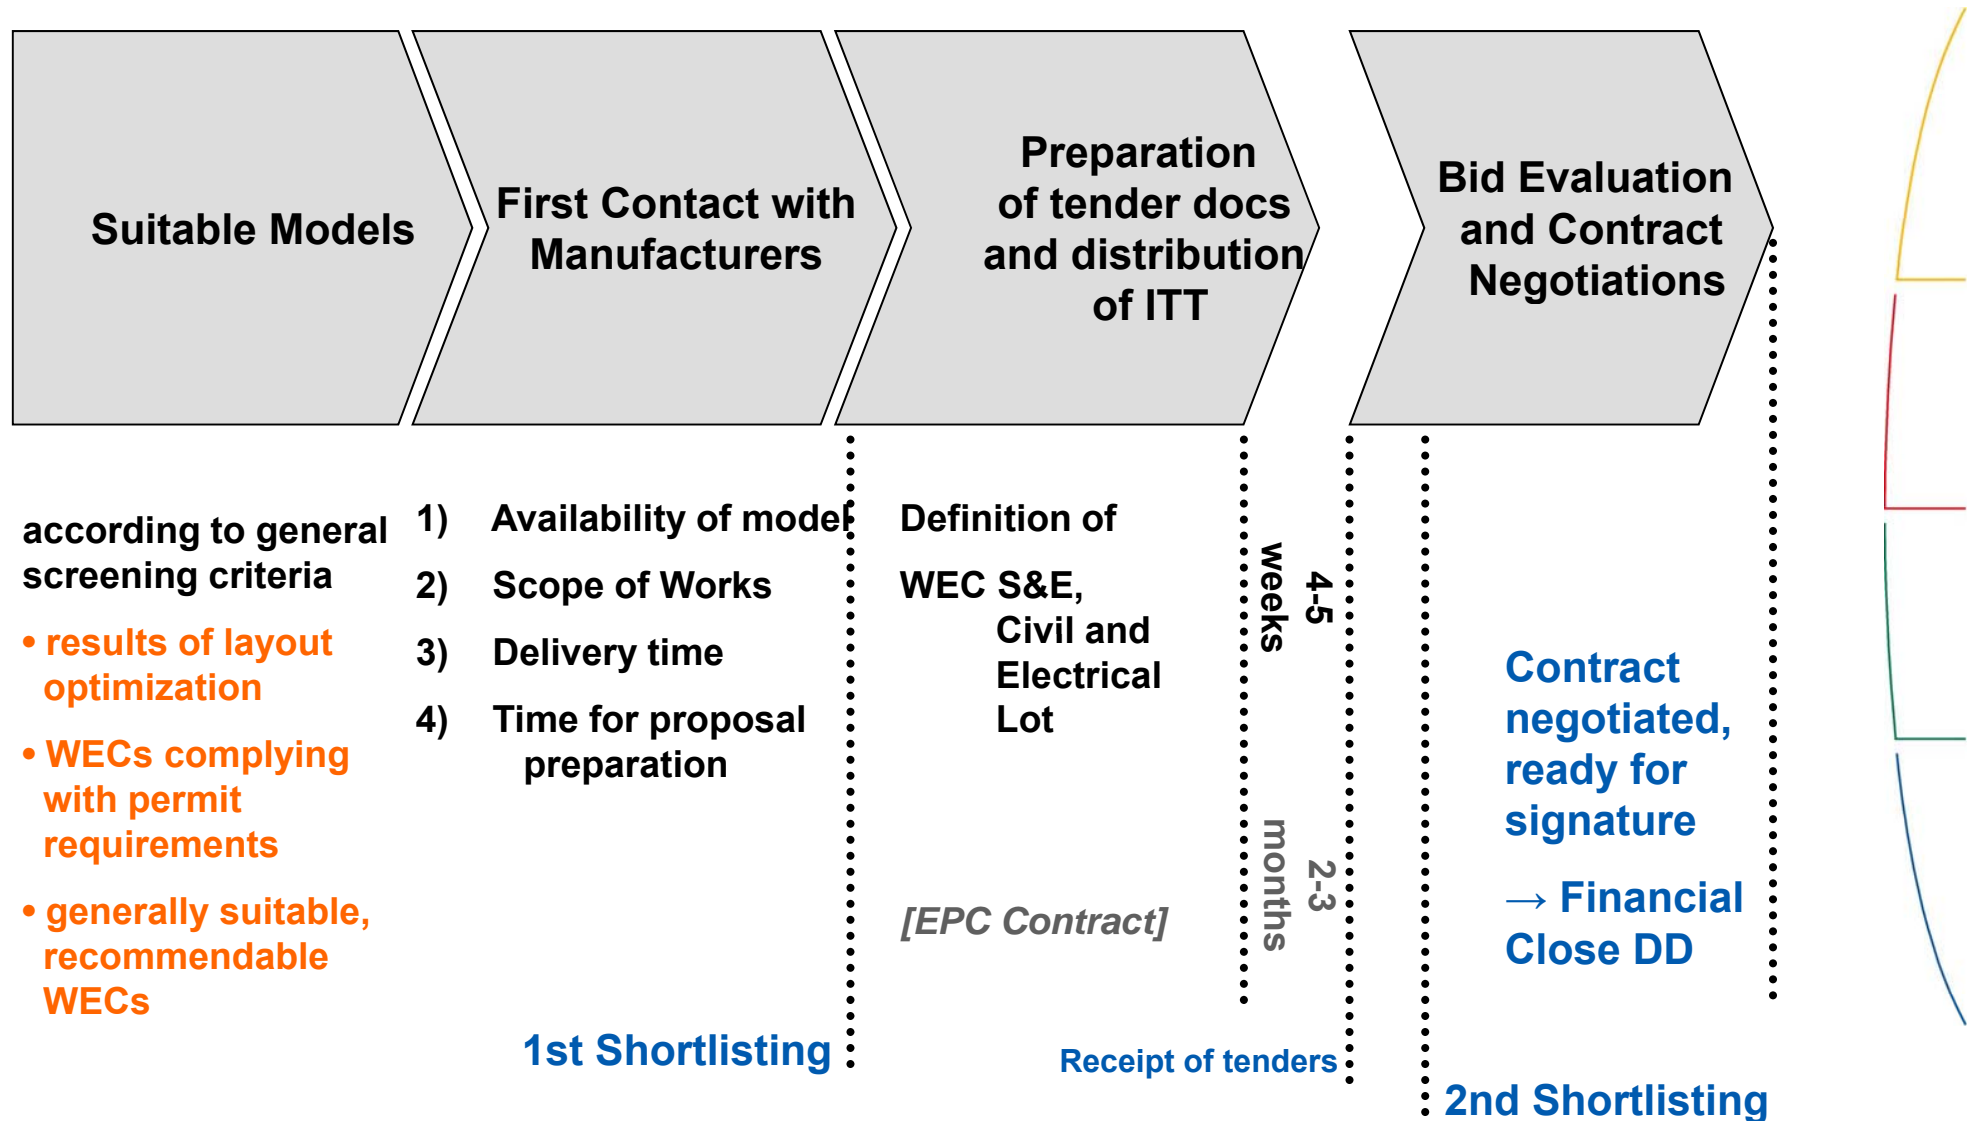 Suitable Models
First Contact with
Manufacturers
Preparation
of tender docs
and distribution
of ITT
Bid Evaluation
and Contract
Negotiations
according to general
screening criteria
• results of layout
optimization
• WECs complying
with permit
requirements
• generally suitable,
recommendable
WECs
1) Availability of model
2) Scope of Works
3) Delivery time
4) Time for proposal
preparation
1st Shortlisting
Definition of
WEC S&E,
Civil and
Electrical
Lot
[EPC Contract]
4-5
weeks
2-3
months
Receipt of tenders
Contract
negotiated,
ready for
signature
→ Financial
Close DD
2nd Shortlisting